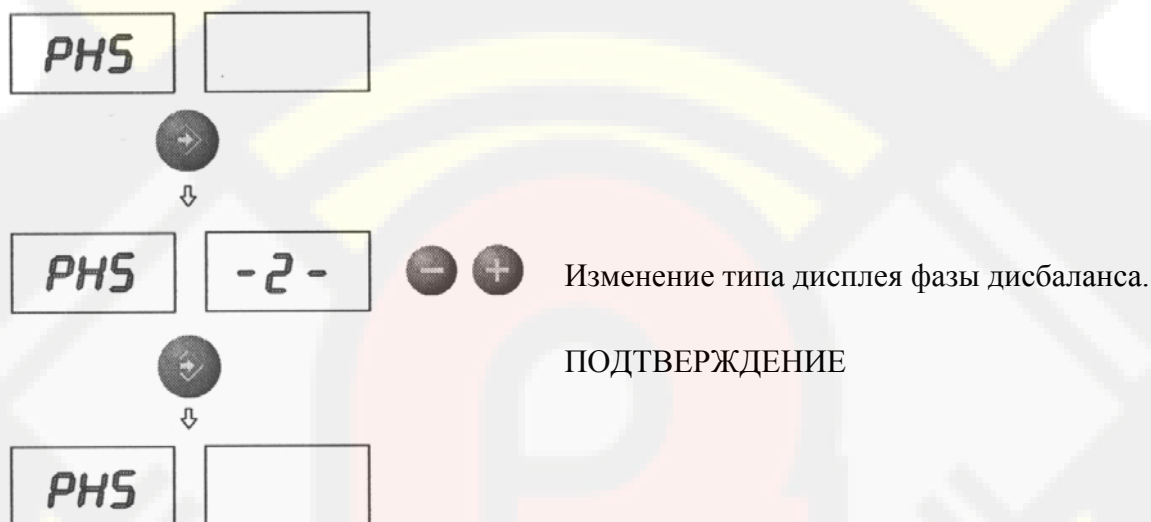 PHS
PHS -2- - + Изменение типа дисплея фазы дисбаланса.
ПОДТВЕРЖДЕНИЕ
PHS